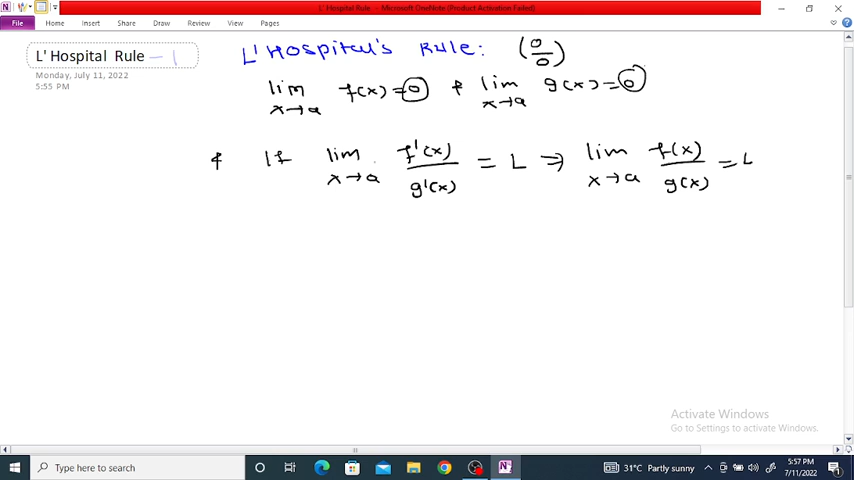 L' Hospital Rule - Microsoft OneNote (Product Activation Failed)
File Home Insert Share Draw Review View Pages
L' Hospital Rule - 1
Monday, July 11, 2022
5:55 PM
L'Hospital's Rule: (0/0)
lim x→a f(x) = 0 & lim x→a g(x) = 0
& If lim x→a f'(x)/g'(x) = L ⇒ lim x→a f(x)/g(x) = L
Activate Windows
Go to Settings to activate Windows.
Type here to search
31°C Partly sunny
5:57 PM
7/11/2022